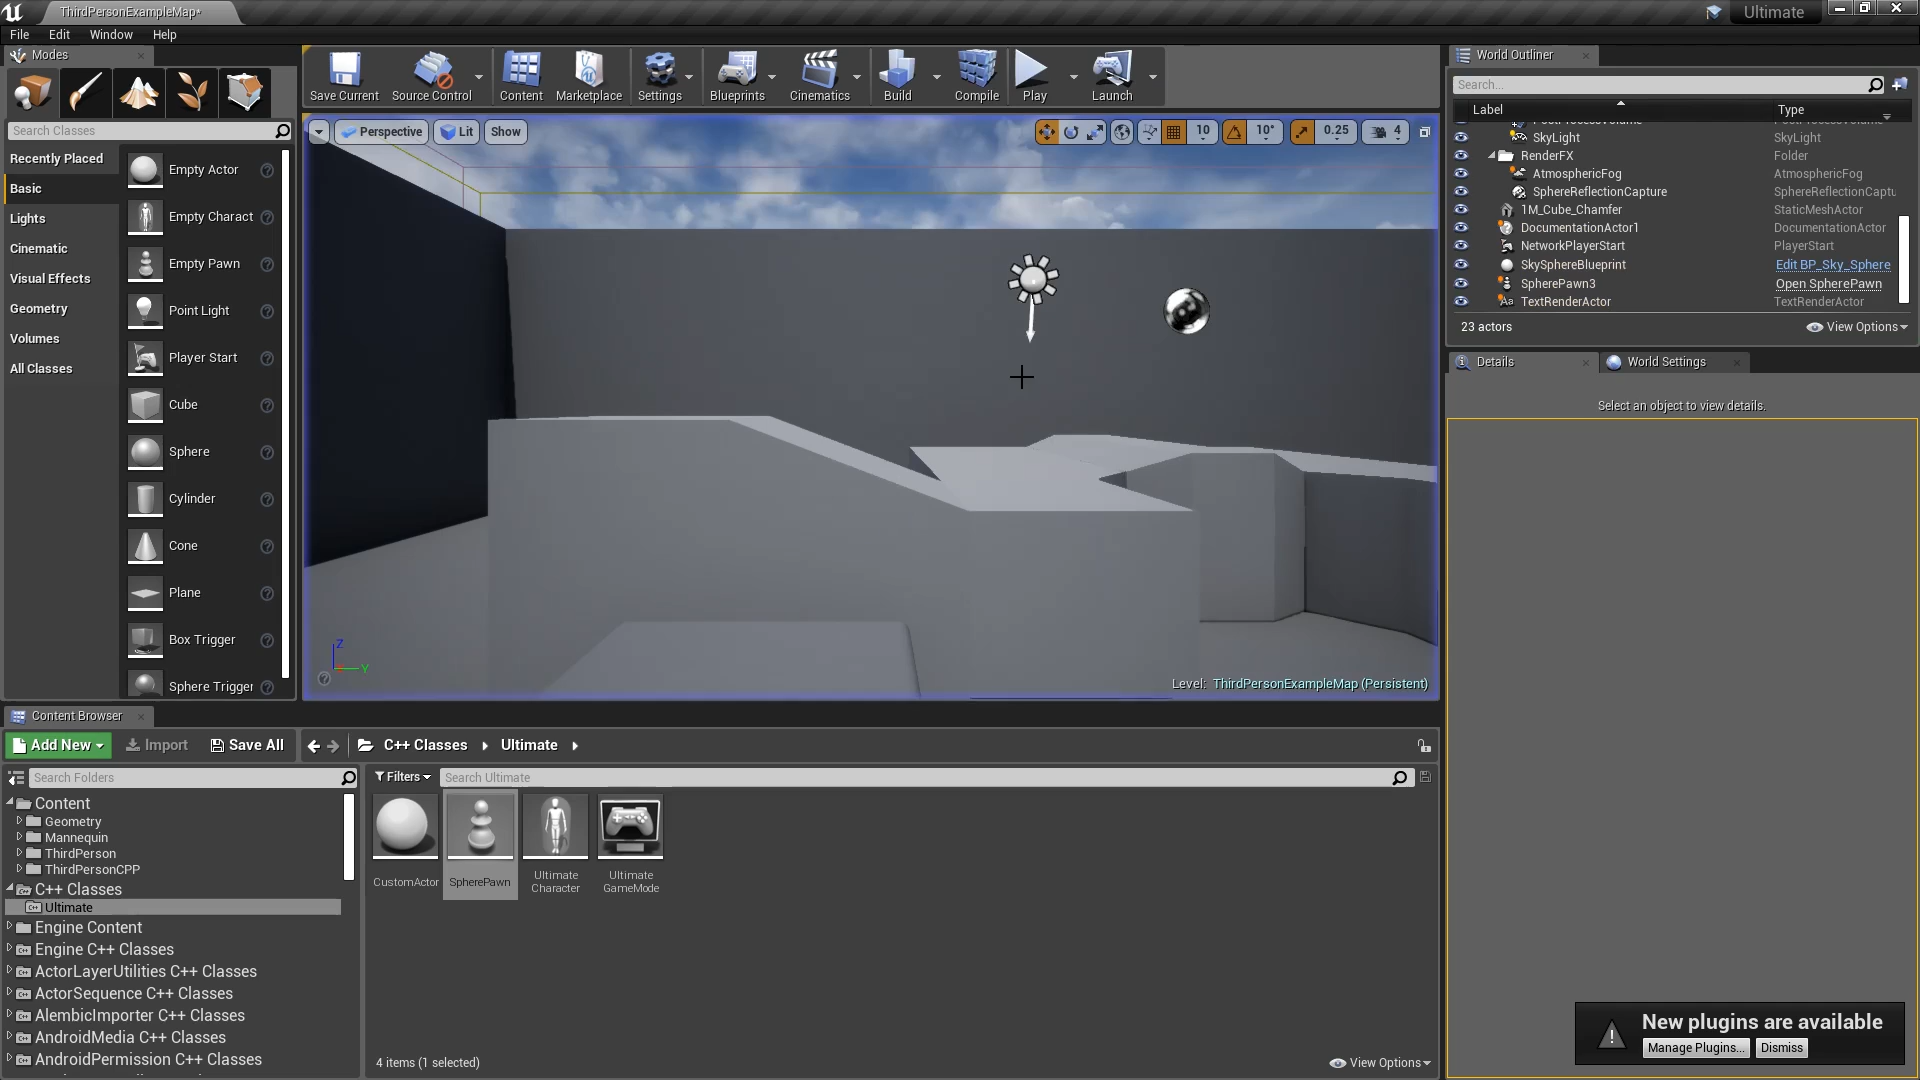 ThirdPersonExampleMap*
Ultimate
File Edit Window Help
Modes
Search Classes
Recently Placed
Basic
Lights
Cinematic
Visual Effects
Geometry
Volumes
All Classes
Empty Actor
Empty Charact
Empty Pawn
Point Light
Player Start
Cube
Sphere
Cylinder
Cone
Plane
Box Trigger
Sphere Trigger
Save Current
Source Control
Content
Marketplace
Settings
Blueprints
Cinematics
Build
Compile
Play
Launch
Perspective Lit Show
10 10° 0.25 4
Z
Y
Level: ThirdPersonExampleMap (Persistent)
World Outliner
Search...
Label Type
SkyLight SkyLight
RenderFX Folder
AtmosphericFog AtmosphericFog
SphereReflectionCapture SphereReflectionCaptu
1M_Cube_Chamfer StaticMeshActor
DocumentationActor1 DocumentationActor
NetworkPlayerStart PlayerStart
SkySphereBlueprint Edit BP_Sky_Sphere
SpherePawn3 Open SpherePawn
TextRenderActor TextRenderActor
23 actors View Options
Details World Settings
Select an object to view details.
Content Browser
Add New Import Save All C++ Classes Ultimate
Search Folders
Filters Search Ultimate
Content
Geometry
Mannequin
ThirdPerson
ThirdPersonCPP
C++ Classes
Ultimate
Engine Content
Engine C++ Classes
ActorLayerUtilities C++ Classes
ActorSequence C++ Classes
AlembicImporter C++ Classes
AndroidMedia C++ Classes
AndroidPermission C++ Classes
CustomActor
SpherePawn
Ultimate
Character
Ultimate
GameMode
4 items (1 selected) View Options
New plugins are available
Manage Plugins... Dismiss